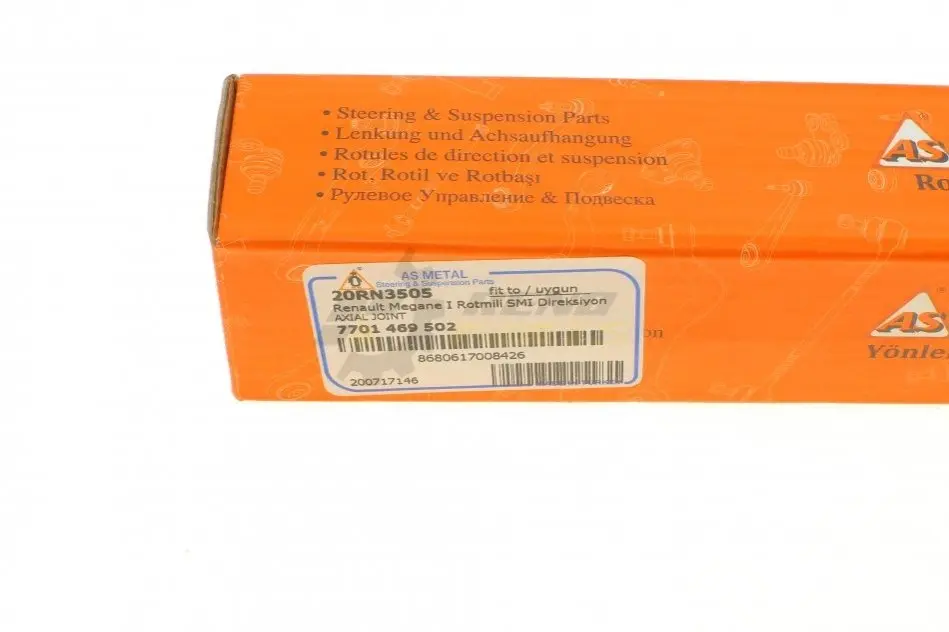 • Steering & Suspension Parts
• Lenkung und Achsaufhangung
• Rotules de direction et suspension
• Rot, Rotil ve Rotbaşı
• Рулевое Управление & Подвеска
AS
Ro
AS METAL
Steering & Suspension Parts
20RN3505 fit to / uygun
Renault Megane I Rotmili SMI Direksiyon
AXIAL JOINT
7701 469 502
8680617008426
200717146
AS
Yönle